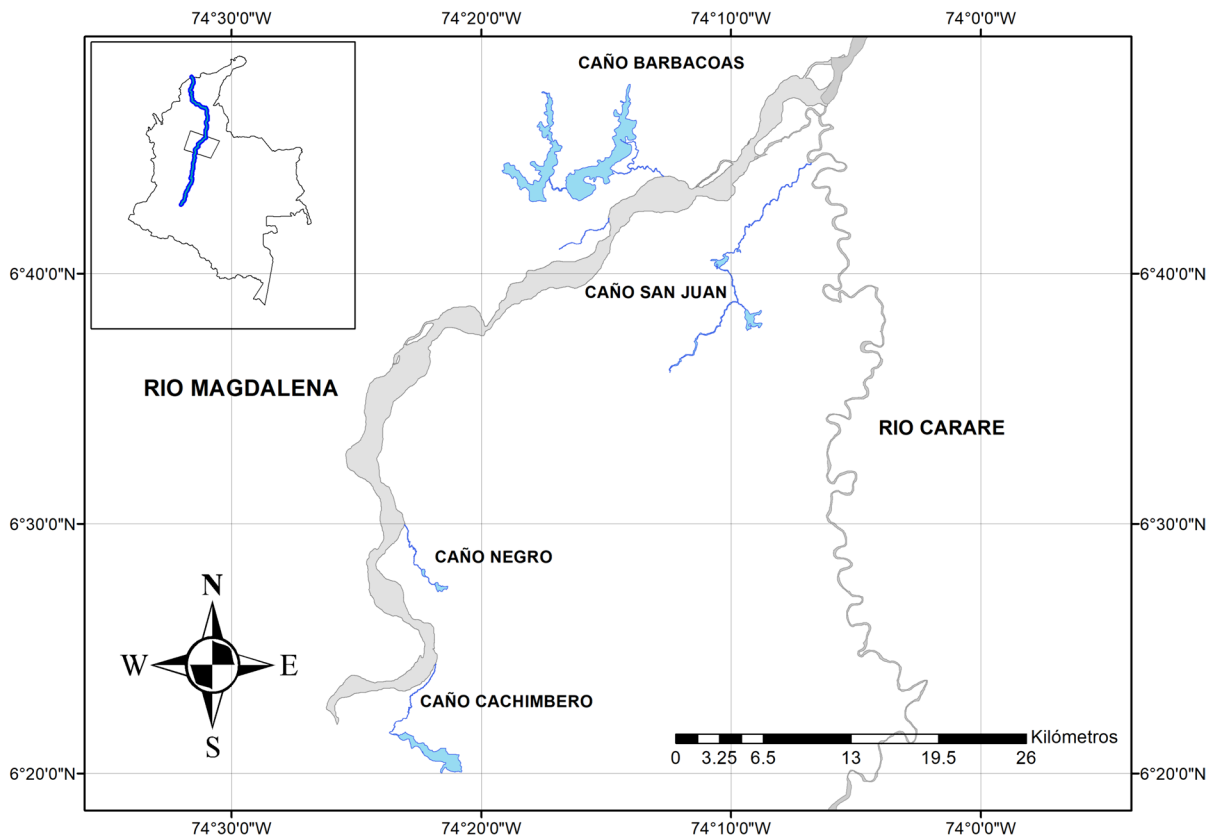 74°30'0"W 74°20'0"W 74°10'0"W 74°0'0"W
CAÑO BARBACOAS
6°40'0"N 6°40'0"N
CAÑO SAN JUAN
RIO MAGDALENA
RIO CARARE
6°30'0"N 6°30'0"N
CAÑO NEGRO
N
W E
S
CAÑO CACHIMBERO
Kilómetros
0 3.25 6.5 13 19.5 26
6°20'0"N 6°20'0"N
74°30'0"W 74°20'0"W 74°10'0"W 74°0'0"W